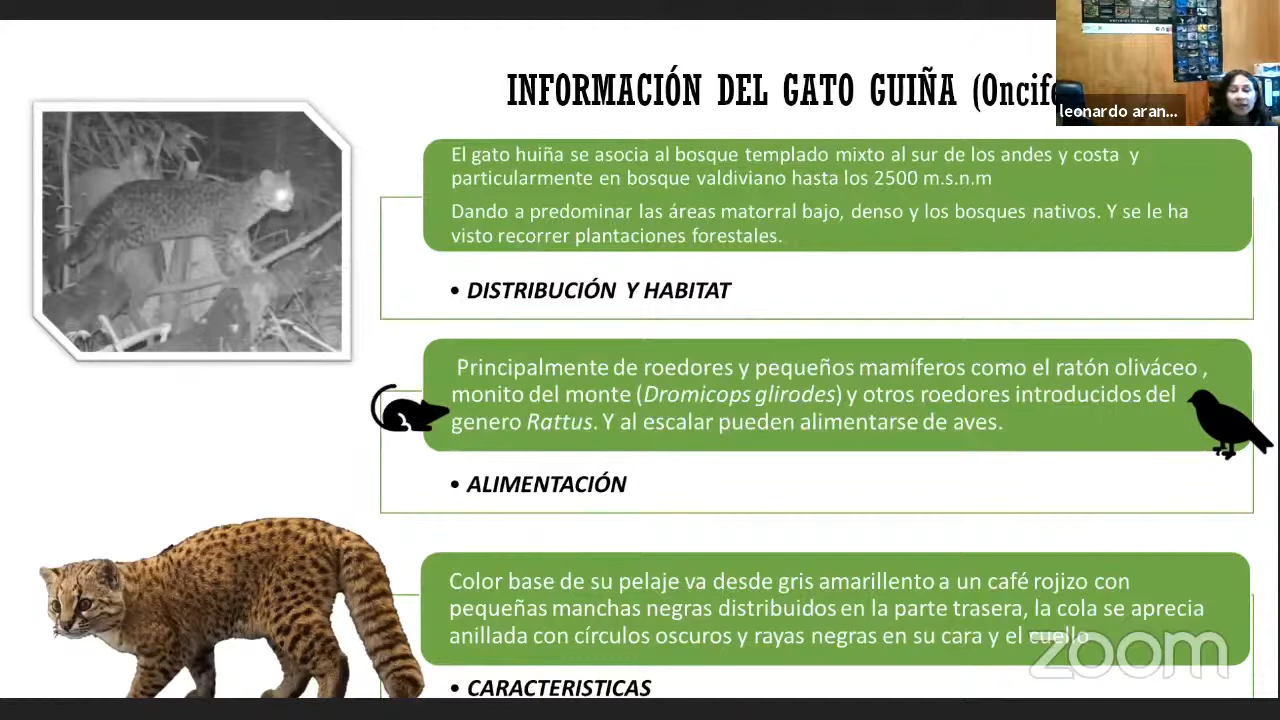 INFORMACIÓN DEL GATO GUIÑA (Oncife
leonardo aran...
El gato huiña se asocia al bosque templado mixto al sur de los andes y costa y
particularmente en bosque valdiviano hasta los 2500 m.s.n.m
Dando a predominar las áreas matorral bajo, denso y los bosques nativos. Y se le ha
visto recorrer plantaciones forestales.
• DISTRIBUCIÓN Y HABITAT
Principalmente de roedores y pequeños mamíferos como el ratón oliváceo ,
monito del monte (Dromicops glirodes) y otros roedores introducidos del
genero Rattus. Y al escalar pueden alimentarse de aves.
• ALIMENTACIÓN
Color base de su pelaje va desde gris amarillento a un café rojizo con
pequeñas manchas negras distribuidos en la parte trasera, la cola se aprecia
anillada con círculos oscuros y rayas negras en su cara y el cuello
zoom
• CARACTERISTICAS